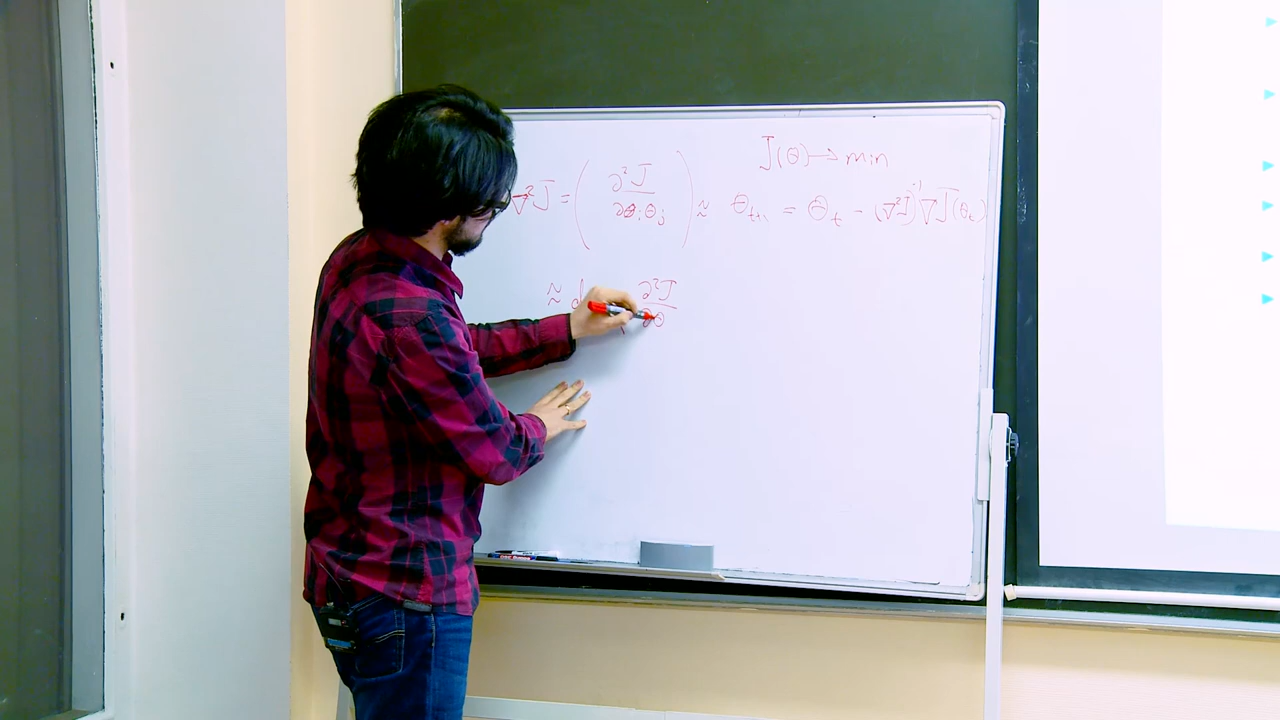 J(Θ) → min
∇²J = ( ∂²J / ∂Θᵢ Θⱼ ) ≈ Θₜ₊₁ = Θₜ − (∇²J)⁻¹ ∇J(Θₜ)
≈ d ∂²J / ∂Θ